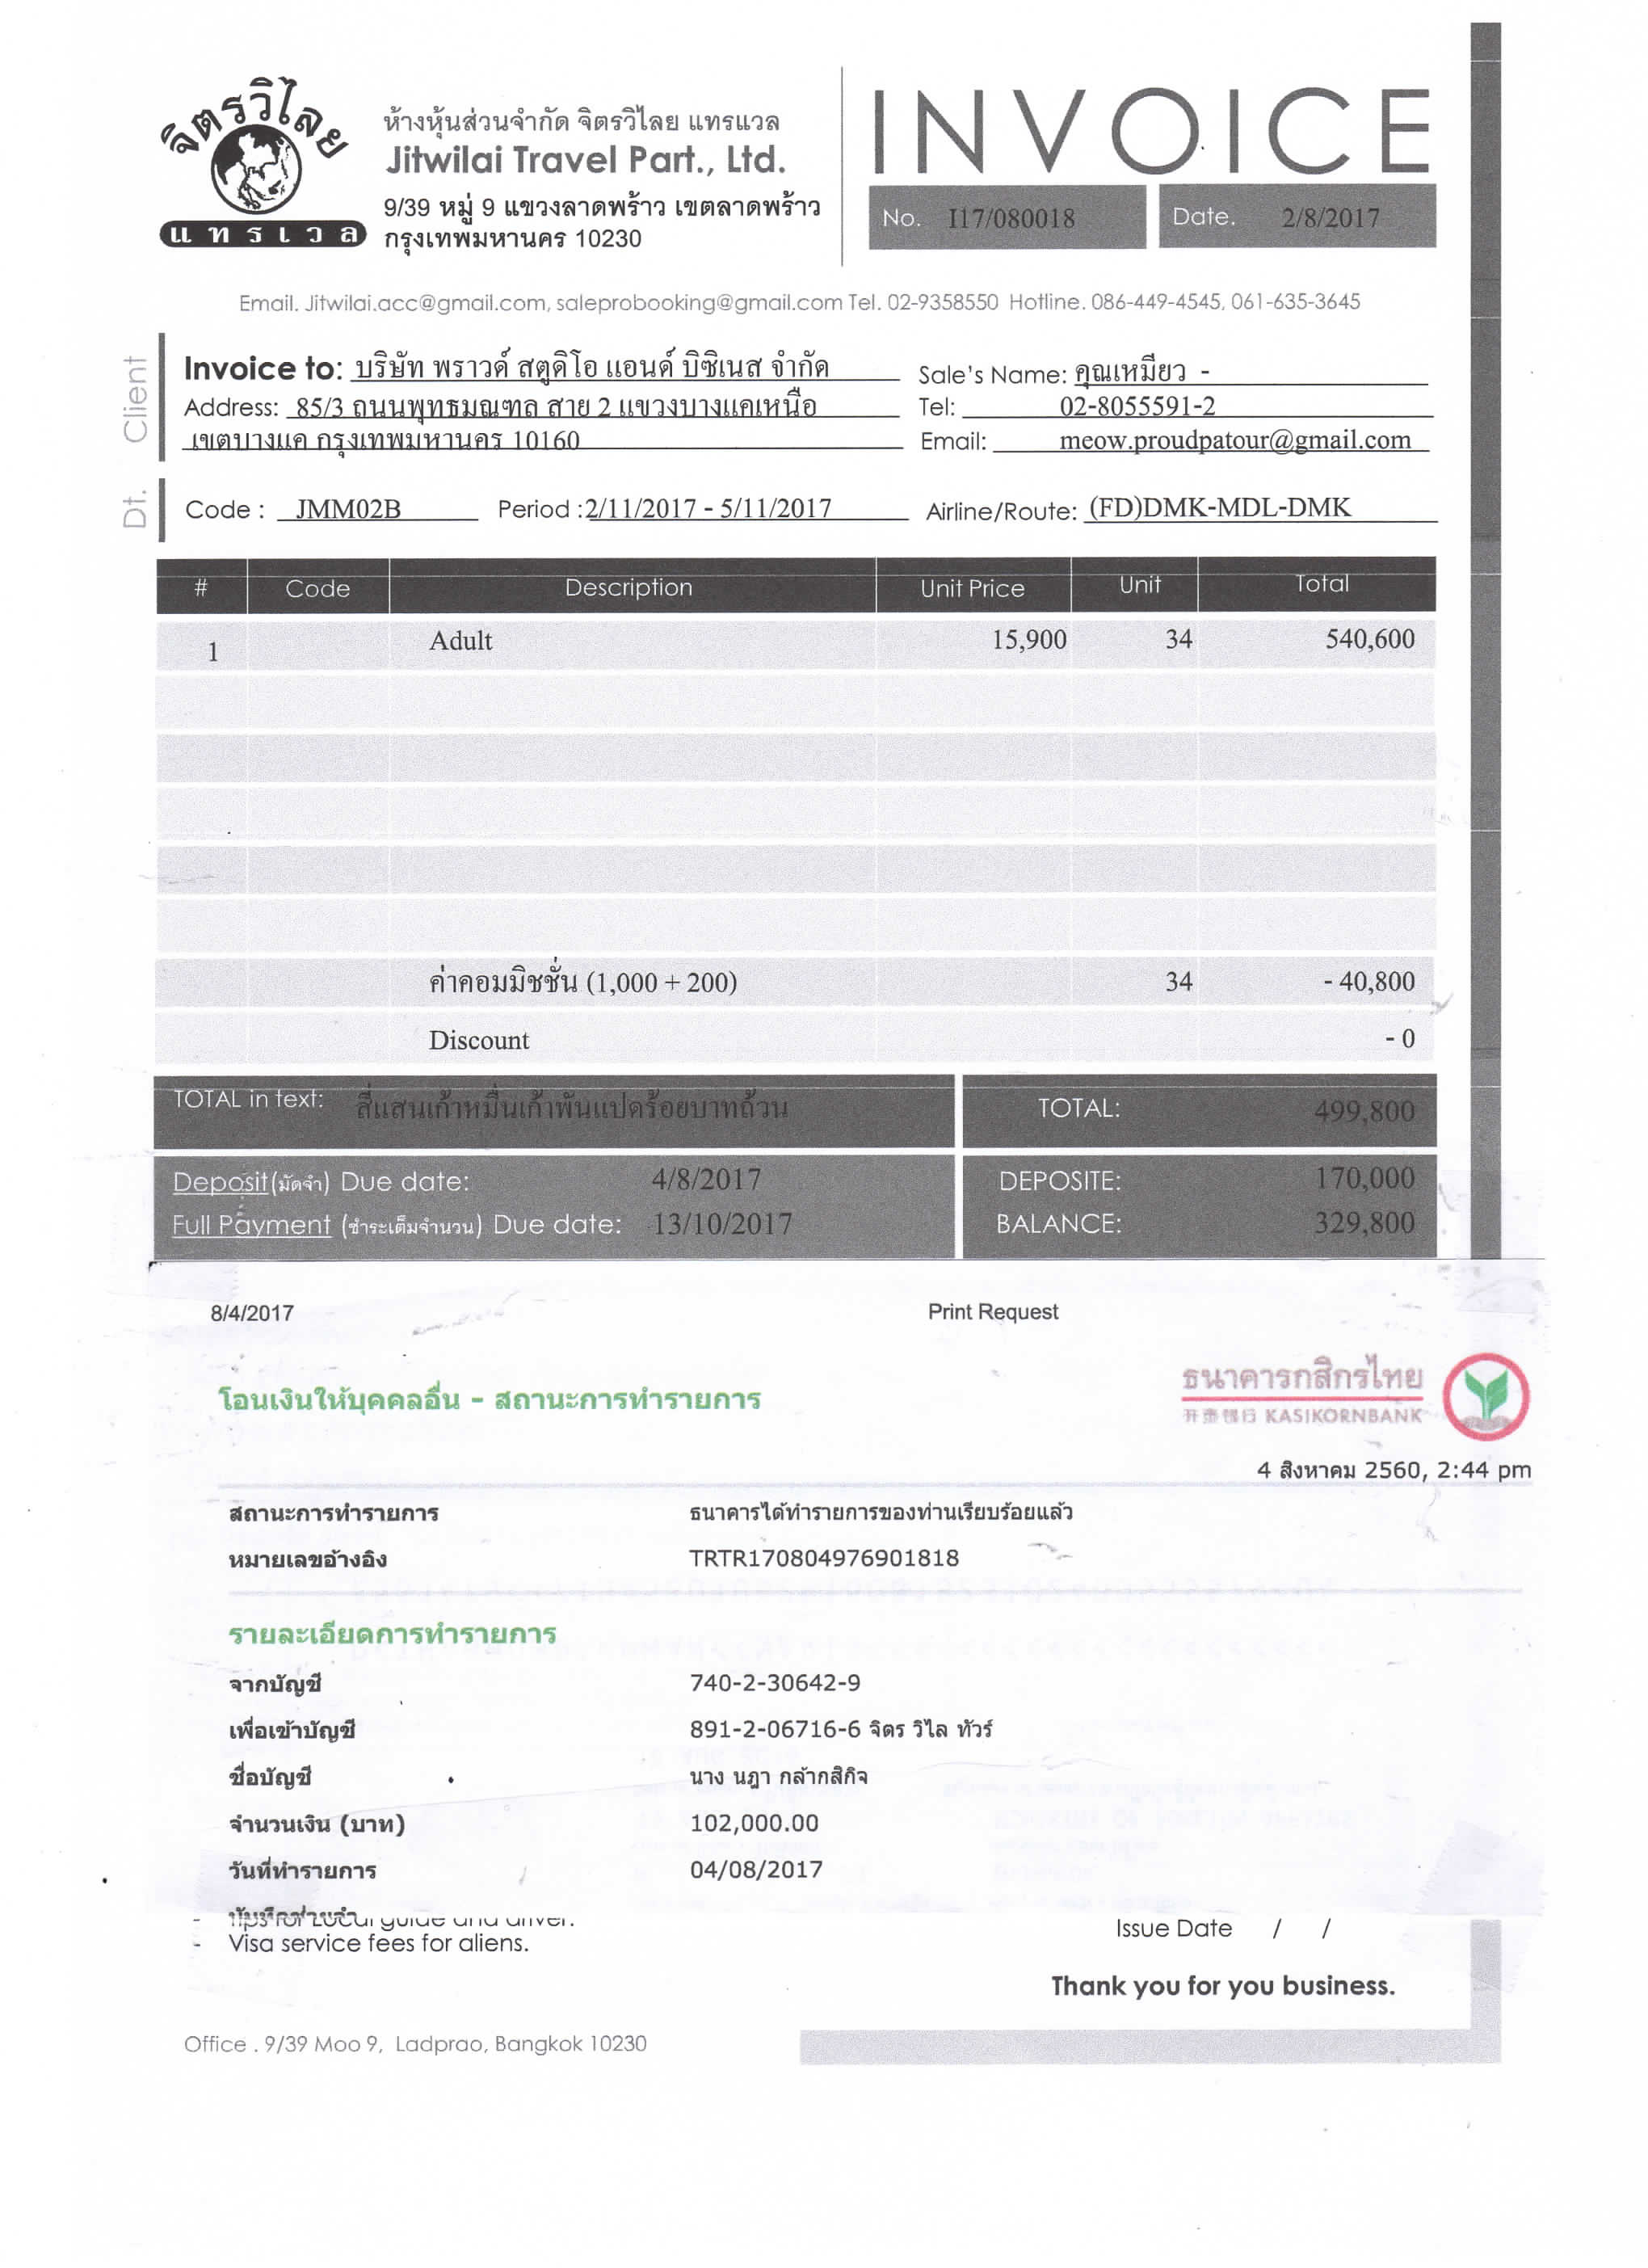 จิตรวิไลย
แทรเวล
ห้างหุ้นส่วนจำกัด จิตรวิไลย แทรแวล
Jitwilai Travel Part., Ltd.
9/39 หมู่ 9 แขวงลาดพร้าว เขตลาดพร้าว
กรุงเทพมหานคร 10230
INVOICE
No. I17/080018 Date. 2/8/2017
Email. Jitwilai.acc@gmail.com, saleprobooking@gmail.com Tel. 02-9358550 Hotline. 086-449-4545, 061-635-3645
Client
Invoice to: บริษัท พราวด์ สตูดิโอ แอนด์ บิซิเนส จำกัด Sale's Name: คุณเหมียว -
Address: 85/3 ถนนพุทธมณฑล สาย 2 แขวงบางแคเหนือ Tel: 02-8055591-2
เขตบางแค กรุงเทพมหานคร 10160 Email: meow.proudpatour@gmail.com
Dt.
Code : JMM02B Period :2/11/2017 - 5/11/2017 Airline/Route: (FD)DMK-MDL-DMK
# Code Description Unit Price Unit Total
1 Adult 15,900 34 540,600
ค่าคอมมิชชั่น (1,000 + 200) 34 - 40,800
Discount - 0
TOTAL in text: สี่แสนเก้าหมื่นเก้าพันแปดร้อยบาทถ้วน TOTAL: 499,800
Deposit(มัดจำ) Due date: 4/8/2017 DEPOSITE: 170,000
Full Payment (ชำระเต็มจำนวน) Due date: 13/10/2017 BALANCE: 329,800
8/4/2017 Print Request
โอนเงินให้บุคคลอื่น - สถานะการทำรายการ
ธนาคารกสิกรไทย
开泰银行 KASIKORNBANK
4 สิงหาคม 2560, 2:44 pm
สถานะการทำรายการ ธนาคารได้ทำรายการของท่านเรียบร้อยแล้ว
หมายเลขอ้างอิง TRTR170804976901818
รายละเอียดการทำรายการ
จากบัญชี 740-2-30642-9
เพื่อเข้าบัญชี 891-2-06716-6 จิตร วิไล ทัวร์
ชื่อบัญชี นาง นฎา กล้ากสิกิจ
จำนวนเงิน (บาท) 102,000.00
วันที่ทำรายการ 04/08/2017
- guide and driver.
- Visa service fees for aliens.
Issue Date / /
Thank you for you business.
Office . 9/39 Moo 9, Ladprao, Bangkok 10230